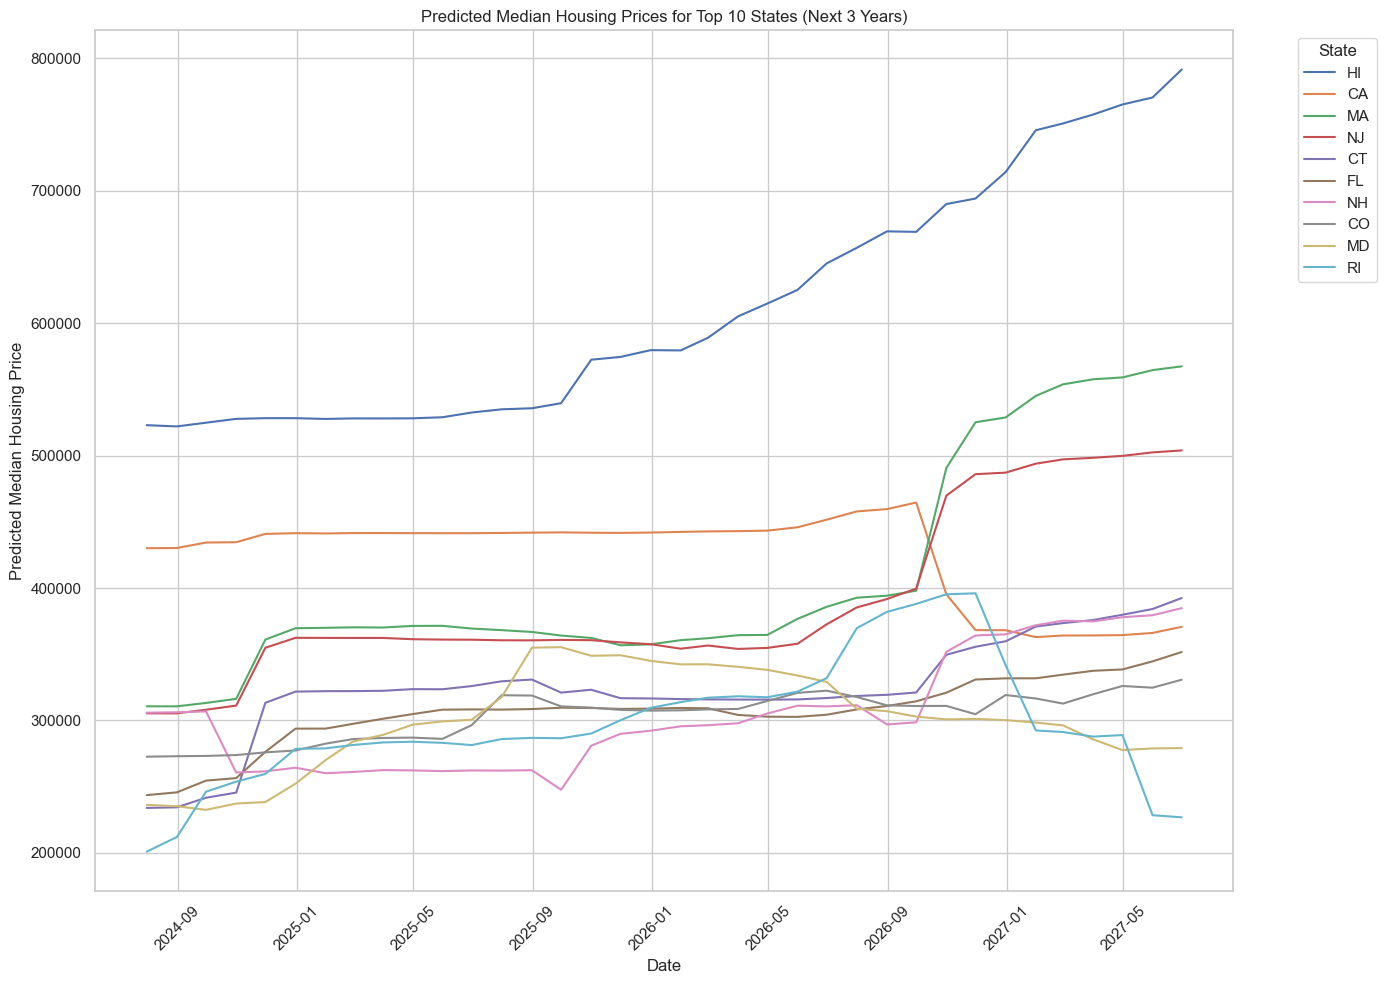 Predicted Median Housing Prices for Top 10 States (Next 3 Years)
State
HI
CA
MA
NJ
CT
FL
NH
CO
MD
RI
Predicted Median Housing Price
800000
700000
600000
500000
400000
300000
200000
2024-09
2025-01
2025-05
2025-09
2026-01
2026-05
2026-09
2027-01
2027-05
Date